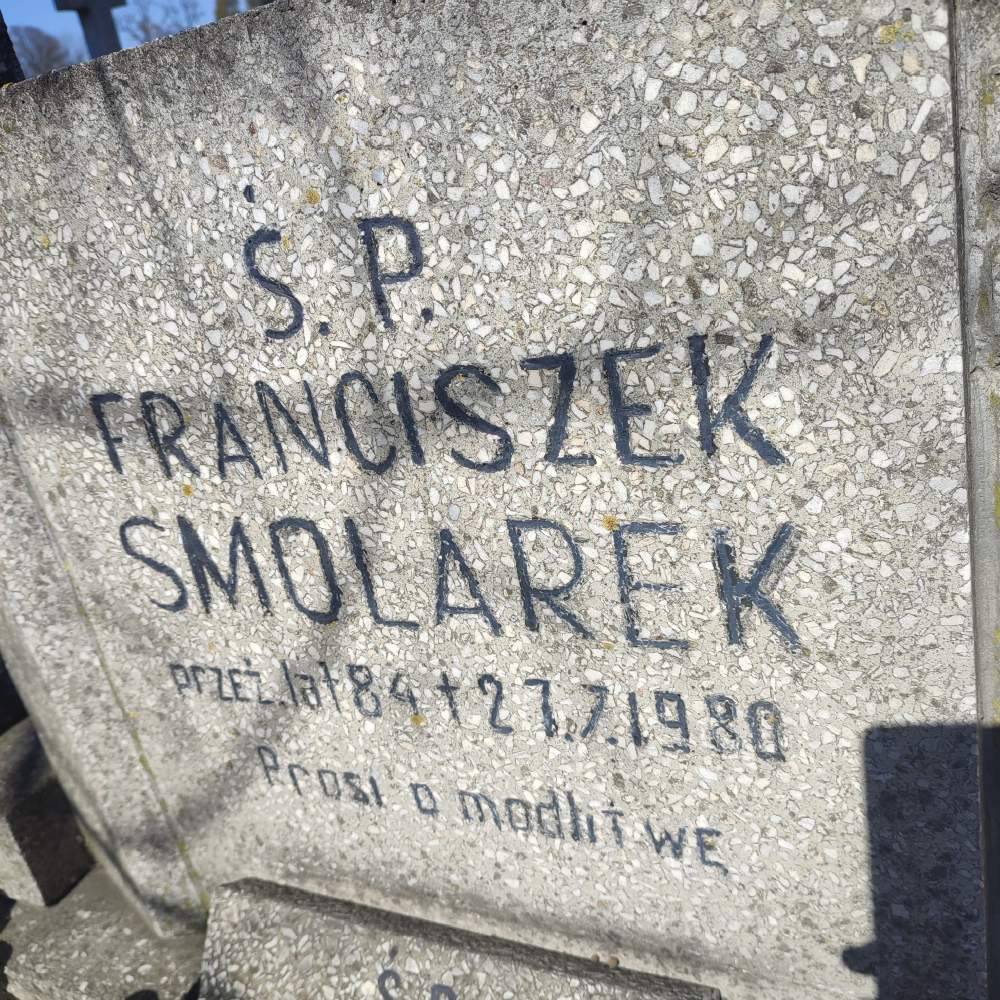 Ś. P.
FRANCISZEK
SMOLAREK
przeż. lat 84 † 27.7.1980
Prosi o modlitwę
Ś. P.